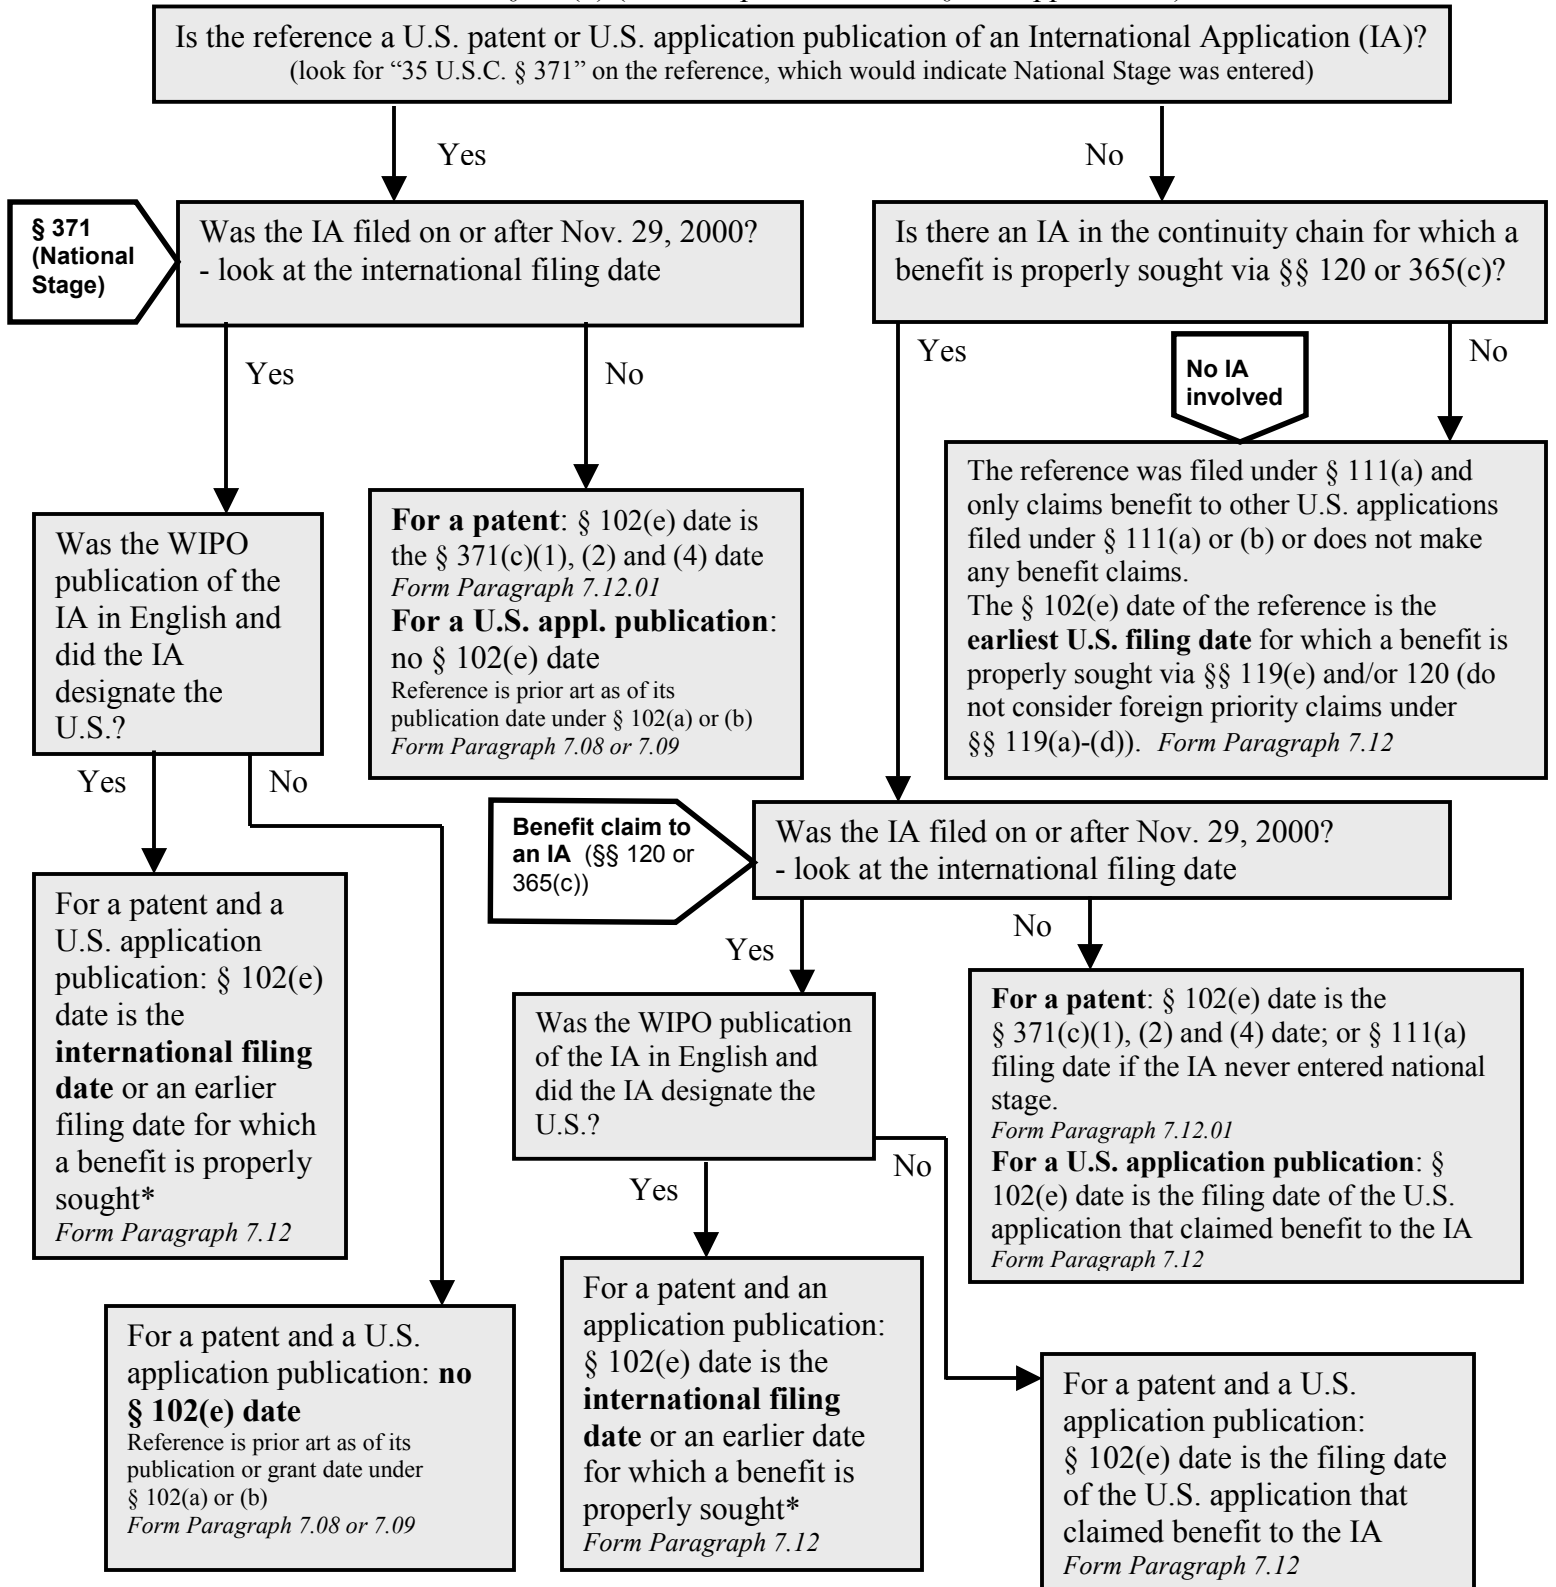 Is the reference a U.S. patent or U.S. application publication of an International Application (IA)?
(look for “35 U.S.C. § 371” on the reference, which would indicate National Stage was entered)
Yes
No
§ 371
(National
Stage)
Was the IA filed on or after Nov. 29, 2000?
- look at the international filing date
Is there an IA in the continuity chain for which a
benefit is properly sought via §§ 120 or 365(c)?
Yes
No
Yes
No IA
involved
No
Was the WIPO
publication of the
IA in English and
did the IA
designate the
U.S.?
For a patent: § 102(e) date is
the § 371(c)(1), (2) and (4) date
Form Paragraph 7.12.01
For a U.S. appl. publication:
no § 102(e) date
Reference is prior art as of its
publication date under § 102(a) or (b)
Form Paragraph 7.08 or 7.09
The reference was filed under § 111(a) and
only claims benefit to other U.S. applications
filed under § 111(a) or (b) or does not make
any benefit claims.
The § 102(e) date of the reference is the
earliest U.S. filing date for which a benefit is
properly sought via §§ 119(e) and/or 120 (do
not consider foreign priority claims under
§§ 119(a)-(d)). Form Paragraph 7.12
Yes
No
Benefit claim to
an IA (§§ 120 or
365(c))
Was the IA filed on or after Nov. 29, 2000?
- look at the international filing date
For a patent and a
U.S. application
publication: § 102(e)
date is the
international filing
date or an earlier
filing date for which
a benefit is properly
sought*
Form Paragraph 7.12
Yes
No
Was the WIPO publication
of the IA in English and
did the IA designate the
U.S.?
For a patent: § 102(e) date is the
§ 371(c)(1), (2) and (4) date; or § 111(a)
filing date if the IA never entered national
stage.
Form Paragraph 7.12.01
For a U.S. application publication: §
102(e) date is the filing date of the U.S.
application that claimed benefit to the IA
Form Paragraph 7.12
Yes
No
For a patent and a U.S.
application publication: no
§ 102(e) date
Reference is prior art as of its
publication or grant date under
§ 102(a) or (b)
Form Paragraph 7.08 or 7.09
For a patent and an
application publication:
§ 102(e) date is the
international filing
date or an earlier date
for which a benefit is
properly sought*
Form Paragraph 7.12
For a patent and a U.S.
application publication:
§ 102(e) date is the filing date
of the U.S. application that
claimed benefit to the IA
Form Paragraph 7.12